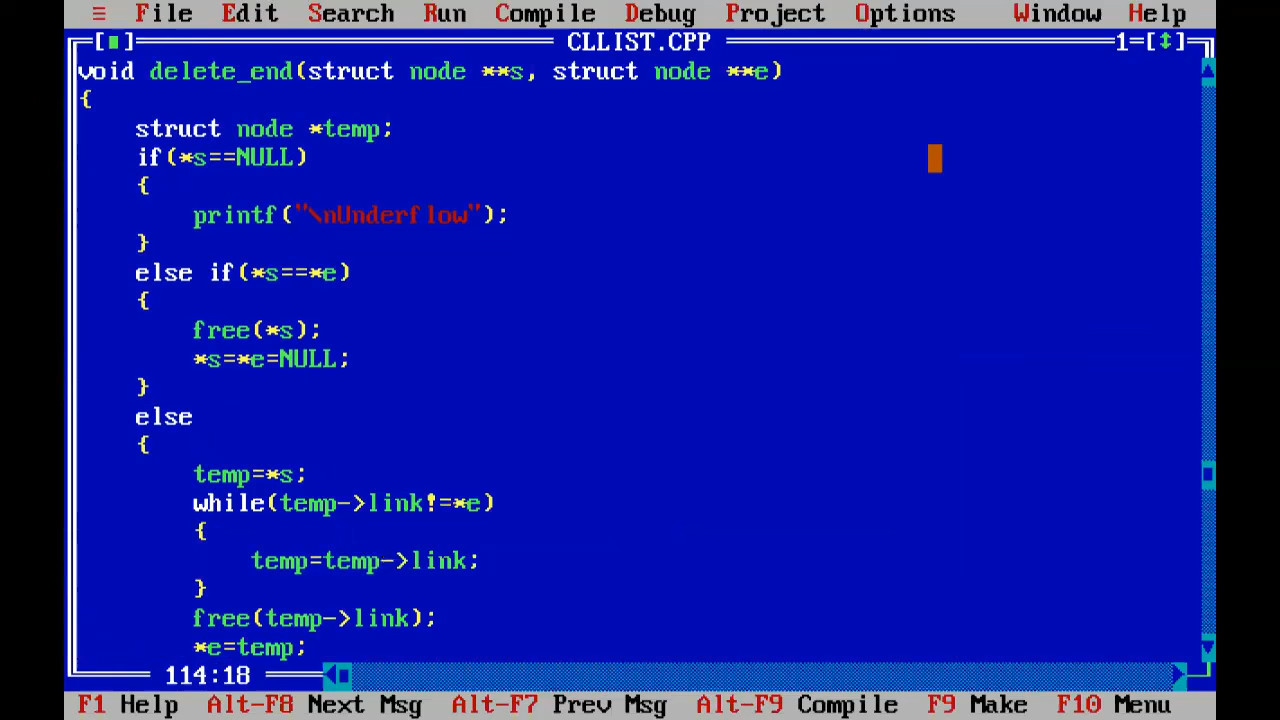 ≡ File Edit Search Run Compile Debug Project Options Window Help
[■] CLLIST.CPP 1=[↕]
void delete_end(struct node **s, struct node **e)
{
    struct node *temp;
    if(*s==NULL)
    {
        printf("\nUnderflow");
    }
    else if(*s==*e)
    {
        free(*s);
        *s=*e=NULL;
    }
    else
    {
        temp=*s;
        while(temp->link!=*e)
        {
            temp=temp->link;
        }
        free(temp->link);
        *e=temp;
114:18
F1 Help Alt-F8 Next Msg Alt-F7 Prev Msg Alt-F9 Compile F9 Make F10 Menu